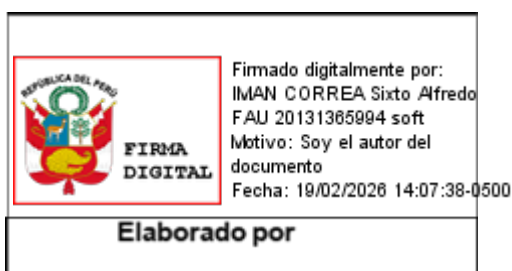 REPÚBLICA DEL PERÚ
FIRMA
DIGITAL
Firmado digitalmente por:
IMAN CORREA Sixto Alfredo
FAU 20131365994 soft
Motivo: Soy el autor del
documento
Fecha: 19/02/2026 14:07:38-0500
Elaborado por